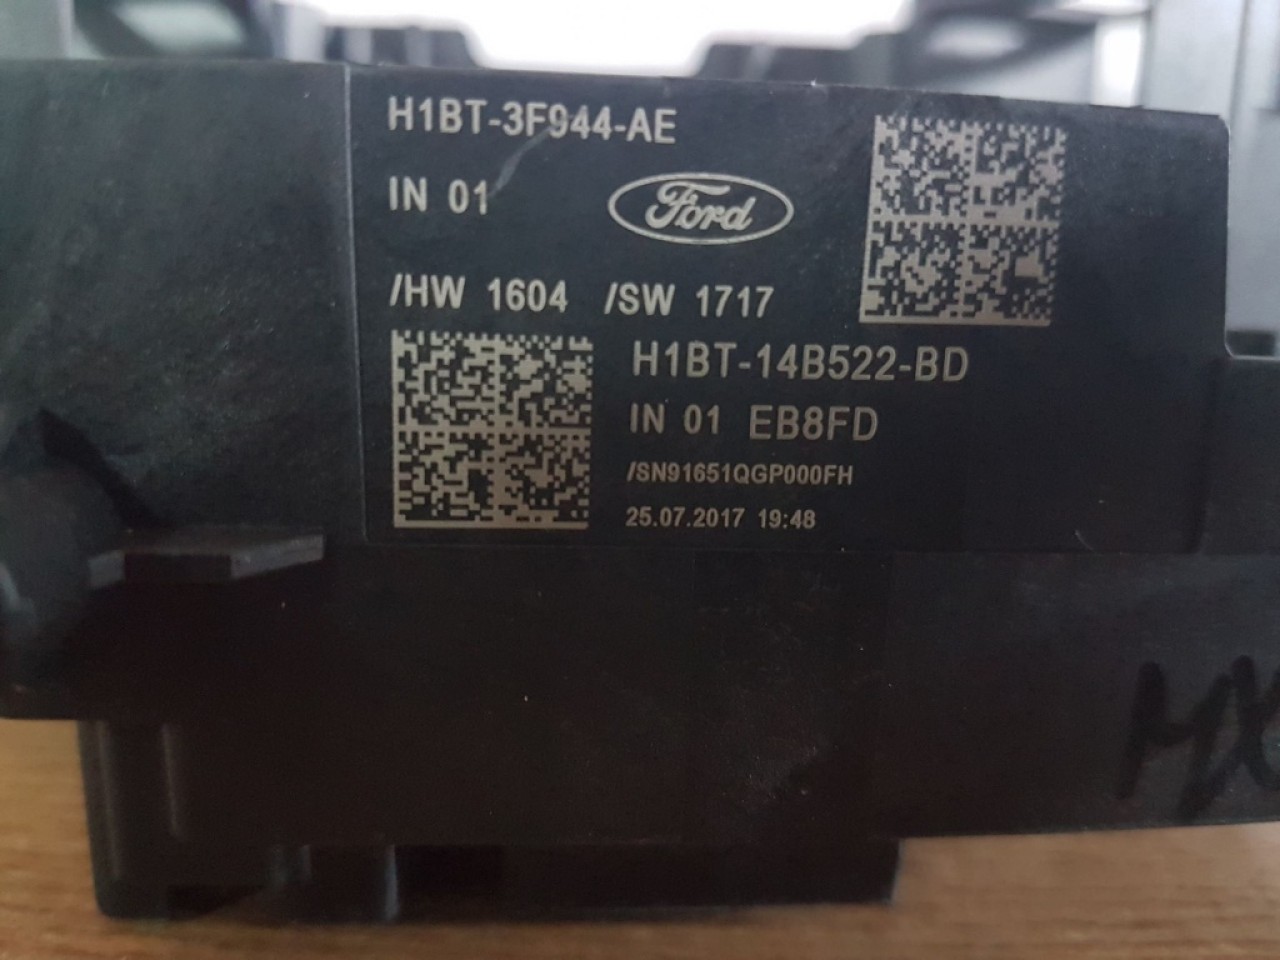 H1BT-3F944-AE
IN 01
Ford
/HW 1604 /SW 1717
H1BT-14B522-BD
IN 01 EB8FD
/SN91651QGP000FH
25.07.2017 19:48